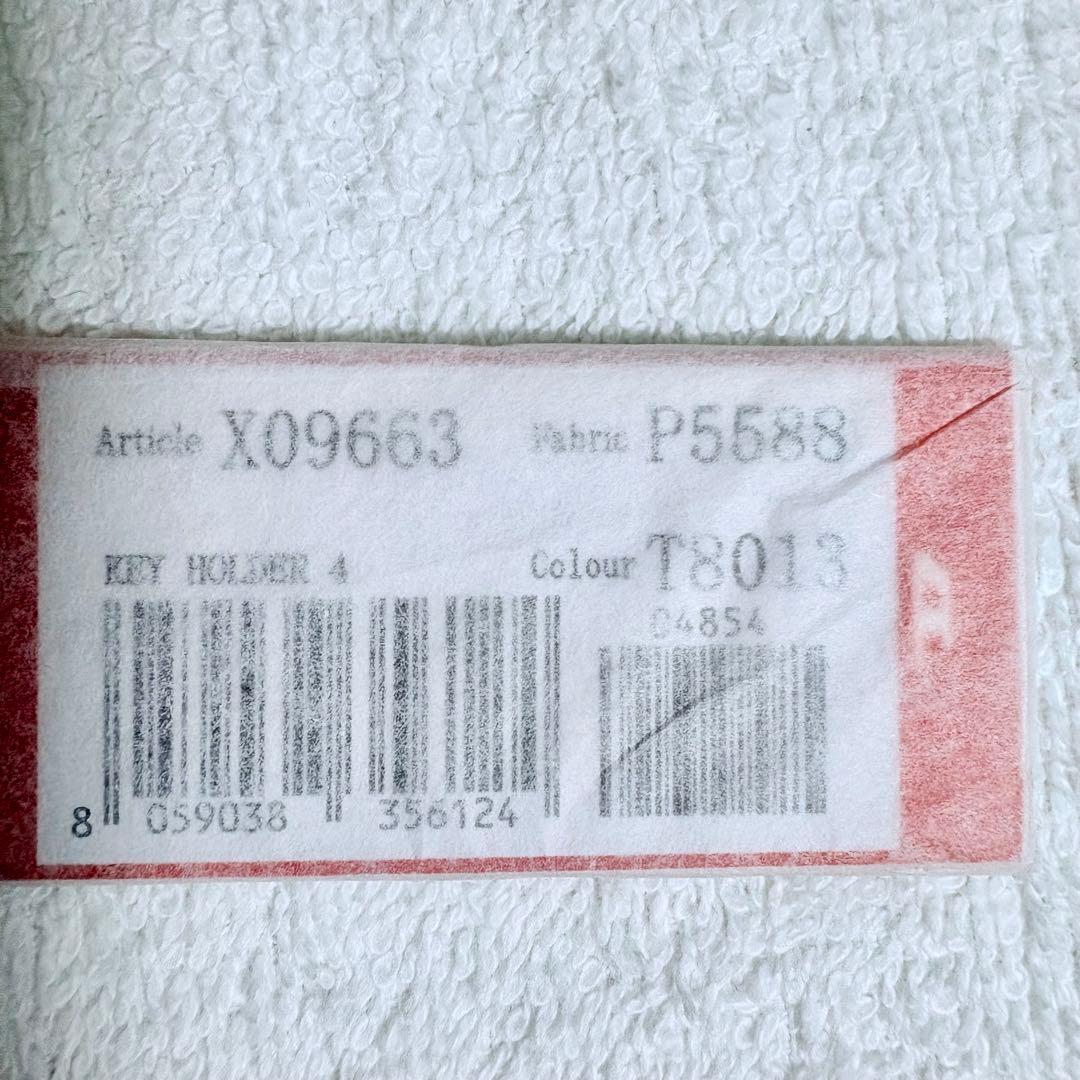 Article X09663 Fabric P5588
KEY HOLDER 4 Colour T8013
04854
8 059038 356124